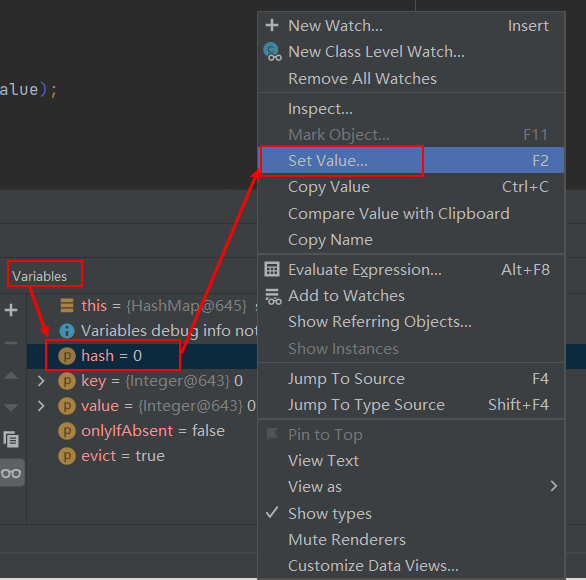 alue);
Variables
this = {HashMap@645} s
Variables debug info not
hash = 0
key = {Integer@643} 0
value = {Integer@643} 0
onlyIfAbsent = false
evict = true
New Watch... Insert
New Class Level Watch...
Remove All Watches
Inspect...
Mark Object... F11
Set Value... F2
Copy Value Ctrl+C
Compare Value with Clipboard
Copy Name
Evaluate Expression... Alt+F8
Add to Watches
Show Referring Objects...
Show Instances
Jump To Source F4
Jump To Type Source Shift+F4
Pin to Top
View Text
View as
Show types
Mute Renderers
Customize Data Views...